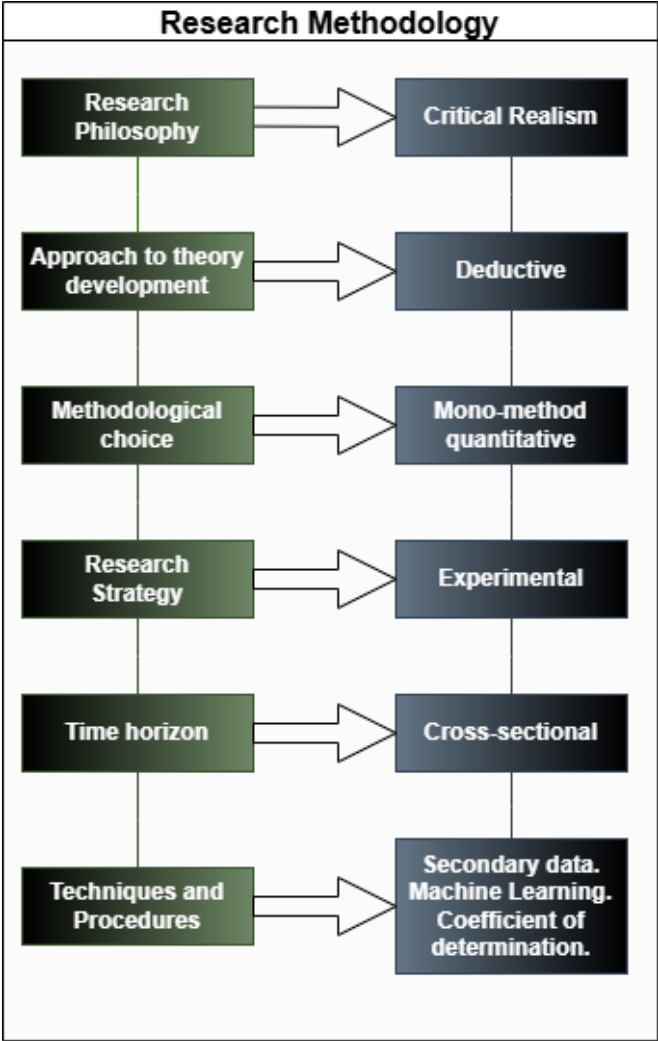 Research Methodology
Research
Philosophy
Critical Realism
Approach to theory
development
Deductive
Methodological
choice
Mono-method
quantitative
Research
Strategy
Experimental
Time horizon
Cross-sectional
Techniques and
Procedures
Secondary data.
Machine Learning.
Coefficient of
determination.